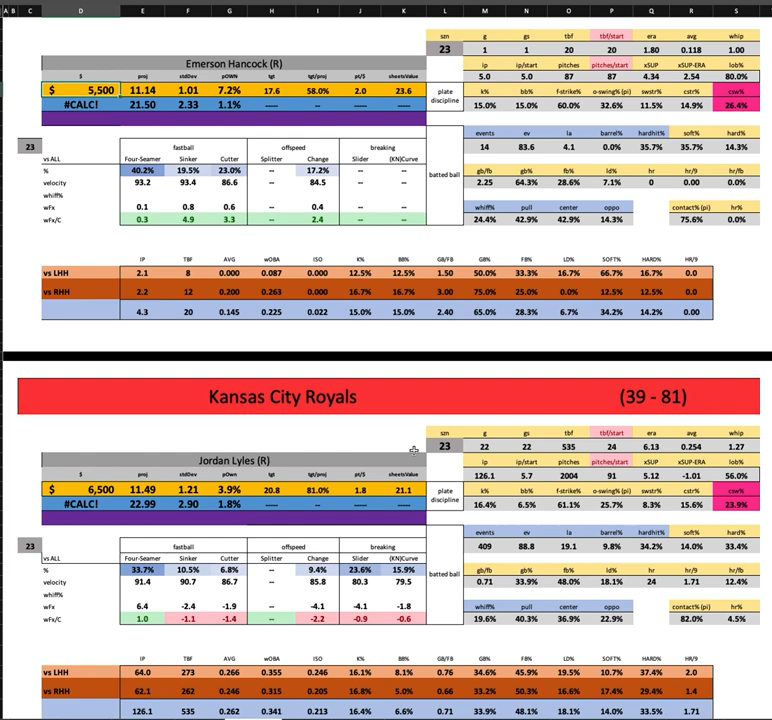 A B C D E F G H I J K L M N O P Q R S
szn g gs tbf tbf/start era avg whip
23 1 1 20 20 1.80 0.118 1.00
Emerson Hancock (R) ip ip/start pitches pitches/start xSUP xSUP-ERA lob%
$ proj stdDev pOWN tgt tgt/proj pt/$ sheetsValue 5.0 5.0 87 87 4.34 2.54 80.0%
$ 5,500 11.14 1.01 7.2% 17.6 58.0% 2.0 23.6 plate discipline k% bb% f-strike% o-swing% (pi) swstr% cstr% csw%
#CALC! 21.50 2.33 1.1% ---- -- ---- ---- 15.0% 15.0% 60.0% 32.6% 11.5% 14.9% 26.4%
events ev la barrel% hardhit% soft% hard%
23 fastball offspeed breaking 14 83.6 4.1 0.0% 35.7% 35.7% 14.3%
vs ALL Four-Seamer Sinker Cutter Splitter Change Slider (KN)Curve
% 40.2% 19.5% 23.0% -- 17.2% -- -- batted ball gb/fb gb% fb% ld% hr hr/9 hr/fb
velocity 93.2 93.4 86.6 -- 84.5 -- -- 2.25 64.3% 28.6% 7.1% 0 0.00 0.0%
whiff%
wFx 0.1 0.8 0.6 0.4 whiff% pull center oppo contact% (pi) hr%
wFx/C 0.3 4.9 3.3 -- 2.4 -- -- 24.4% 42.9% 42.9% 14.3% 75.6% 0.0%
IP TBF AVG wOBA ISO K% BB% GB/FB GB% FB% LD% SOFT% HARD% HR/9
vs LHH 2.1 8 0.000 0.087 0.000 12.5% 12.5% 1.50 50.0% 33.3% 16.7% 66.7% 16.7% 0.0
vs RHH 2.2 12 0.200 0.263 0.000 16.7% 16.7% 3.00 75.0% 25.0% 0.0% 12.5% 12.5% 0.0
4.3 20 0.145 0.225 0.022 15.0% 15.0% 2.40 65.0% 28.3% 6.7% 34.2% 14.2% 0.00
Kansas City Royals (39 - 81)
szn g gs tbf tbf/start era avg whip
23 22 22 535 24 6.13 0.254 1.27
Jordan Lyles (R) ip ip/start pitches pitches/start xSUP xSUP-ERA lob%
$ proj stdDev pOwn tgt tgt/proj pt/$ sheetsValue 126.1 5.7 2004 91 5.12 -1.01 56.0%
$ 6,500 11.49 1.21 3.9% 20.8 81.0% 1.8 21.1 plate discipline k% bb% f-strike% o-swing% (pi) swstr% cstr% csw%
#CALC! 22.99 2.90 1.8% ---- ---- ---- ---- 16.4% 6.5% 61.1% 25.7% 8.3% 15.6% 23.9%
events ev la barrel% hardhit% soft% hard%
23 fastball offspeed breaking 409 88.8 19.1 9.8% 34.2% 14.0% 33.4%
vs ALL Four-Seamer Sinker Cutter Splitter Change Slider (KN)Curve
% 33.7% 10.5% 6.8% -- 9.4% 23.6% 15.9% batted ball gb/fb gb% fb% ld% hr hr/9 hr/fb
velocity 91.4 90.7 86.7 -- 85.8 80.3 79.5 0.71 33.9% 48.0% 18.1% 24 1.71 12.4%
whiff%
wFx 6.4 -2.4 -1.9 -4.1 -4.1 -1.8 whiff% pull center oppo contact% (pi) hr%
wFx/C 1.0 -1.1 -1.4 -- -2.2 -0.9 -0.6 19.6% 40.3% 36.9% 22.9% 82.0% 4.5%
IP TBF AVG wOBA ISO K% BB% GB/FB GB% FB% LD% SOFT% HARD% HR/9
vs LHH 64.0 273 0.266 0.355 0.246 16.1% 8.1% 0.76 34.6% 45.9% 19.5% 10.7% 37.4% 2.0
vs RHH 62.1 262 0.246 0.315 0.205 16.8% 5.0% 0.66 33.2% 50.3% 16.6% 17.4% 29.4% 1.4
126.1 535 0.262 0.341 0.213 16.4% 6.6% 0.71 33.9% 48.1% 18.1% 14.0% 33.5% 1.71